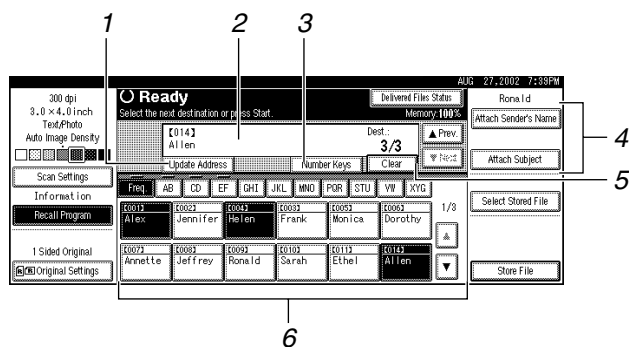 1 2 3
AUG 27,2002 7:39PM
300 dpi
3.0×4.0inch
Text/Photo
Auto Image Density
Scan Settings
Information
Recall Program
1 Sided Original
Original Settings
Ready
Select the next destination or press Start.
Delivered Files Status
Memory:100%
[014]
Allen
Dest.:
3/3
▲ Prev.
▼ Next
Update Address
Number Keys
Clear
Freq. AB CD EF GHI JKL MNO PQR STU VW XYG
[001] [002] [004] [003] [005] [006]
Alex Jennifer Helen Frank Monica Dorothy
1/3
[007] [008] [009] [010] [011] [014]
Annette Jeffrey Ronald Sarah Ethel Allen
▲
▼
Ronald
Attach Sender's Name
Attach Subject
Select Stored File
Store File
4
5
6